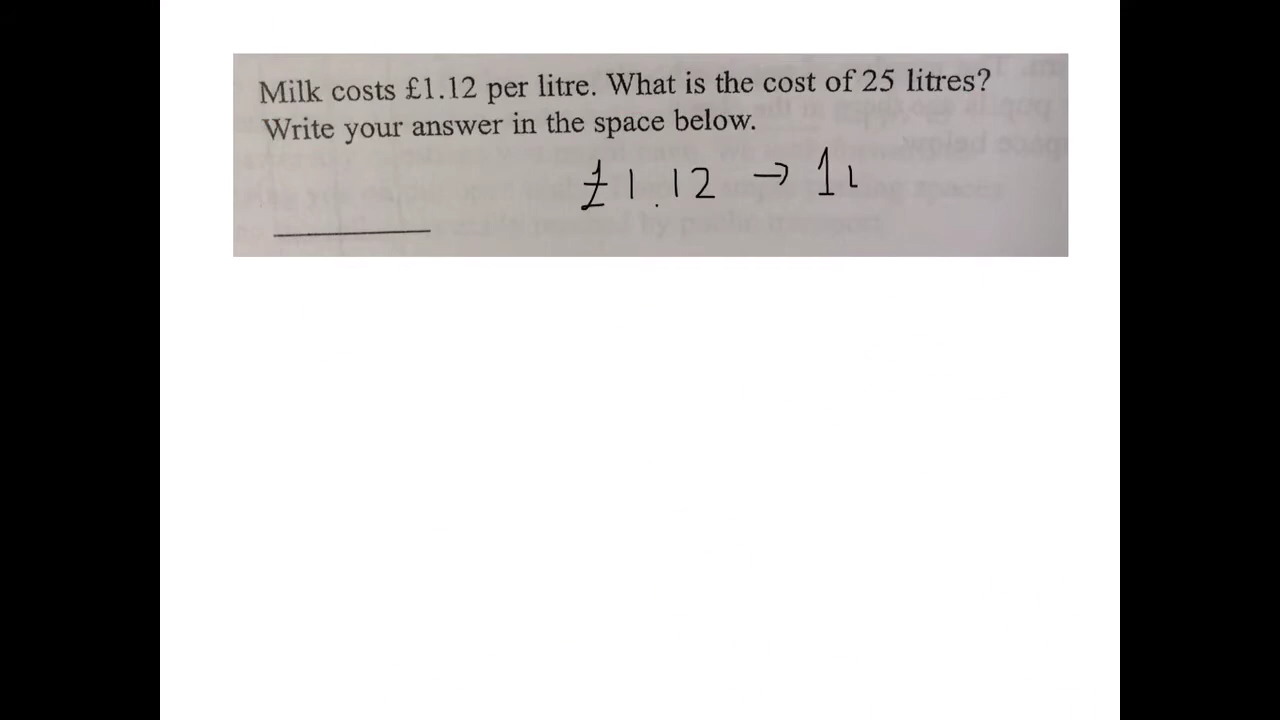 Milk costs £1.12 per litre. What is the cost of 25 litres?
Write your answer in the space below.
£1.12 → 1